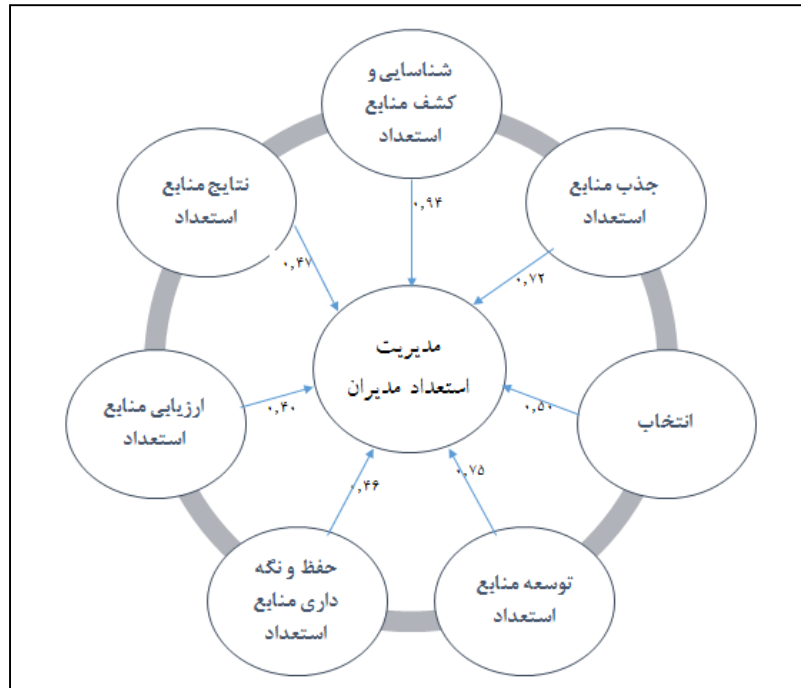 شناسایی و
کشف منابع
استعداد
۰,۹۴
جذب منابع
استعداد
۰,۷۲
انتخاب
۰,۵۰
توسعه منابع
استعداد
۰,۷۵
حفظ و نگه
داری منابع
استعداد
۰,۴۶
ارزیابی منابع
استعداد
۰,۴۰
نتایج منابع
استعداد
۰,۴۷
مدیریت
استعداد مدیران